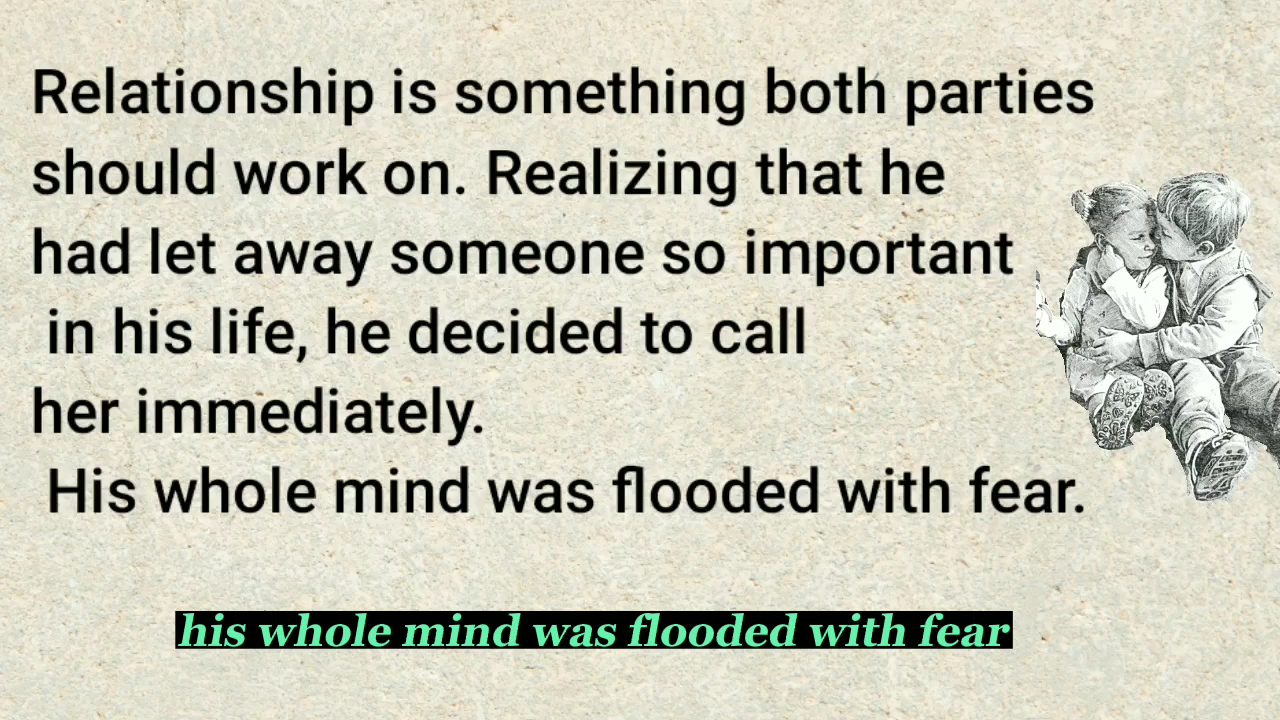 Relationship is something both parties
should work on. Realizing that he
had let away someone so important
in his life, he decided to call
her immediately.
His whole mind was flooded with fear.
his whole mind was flooded with fear